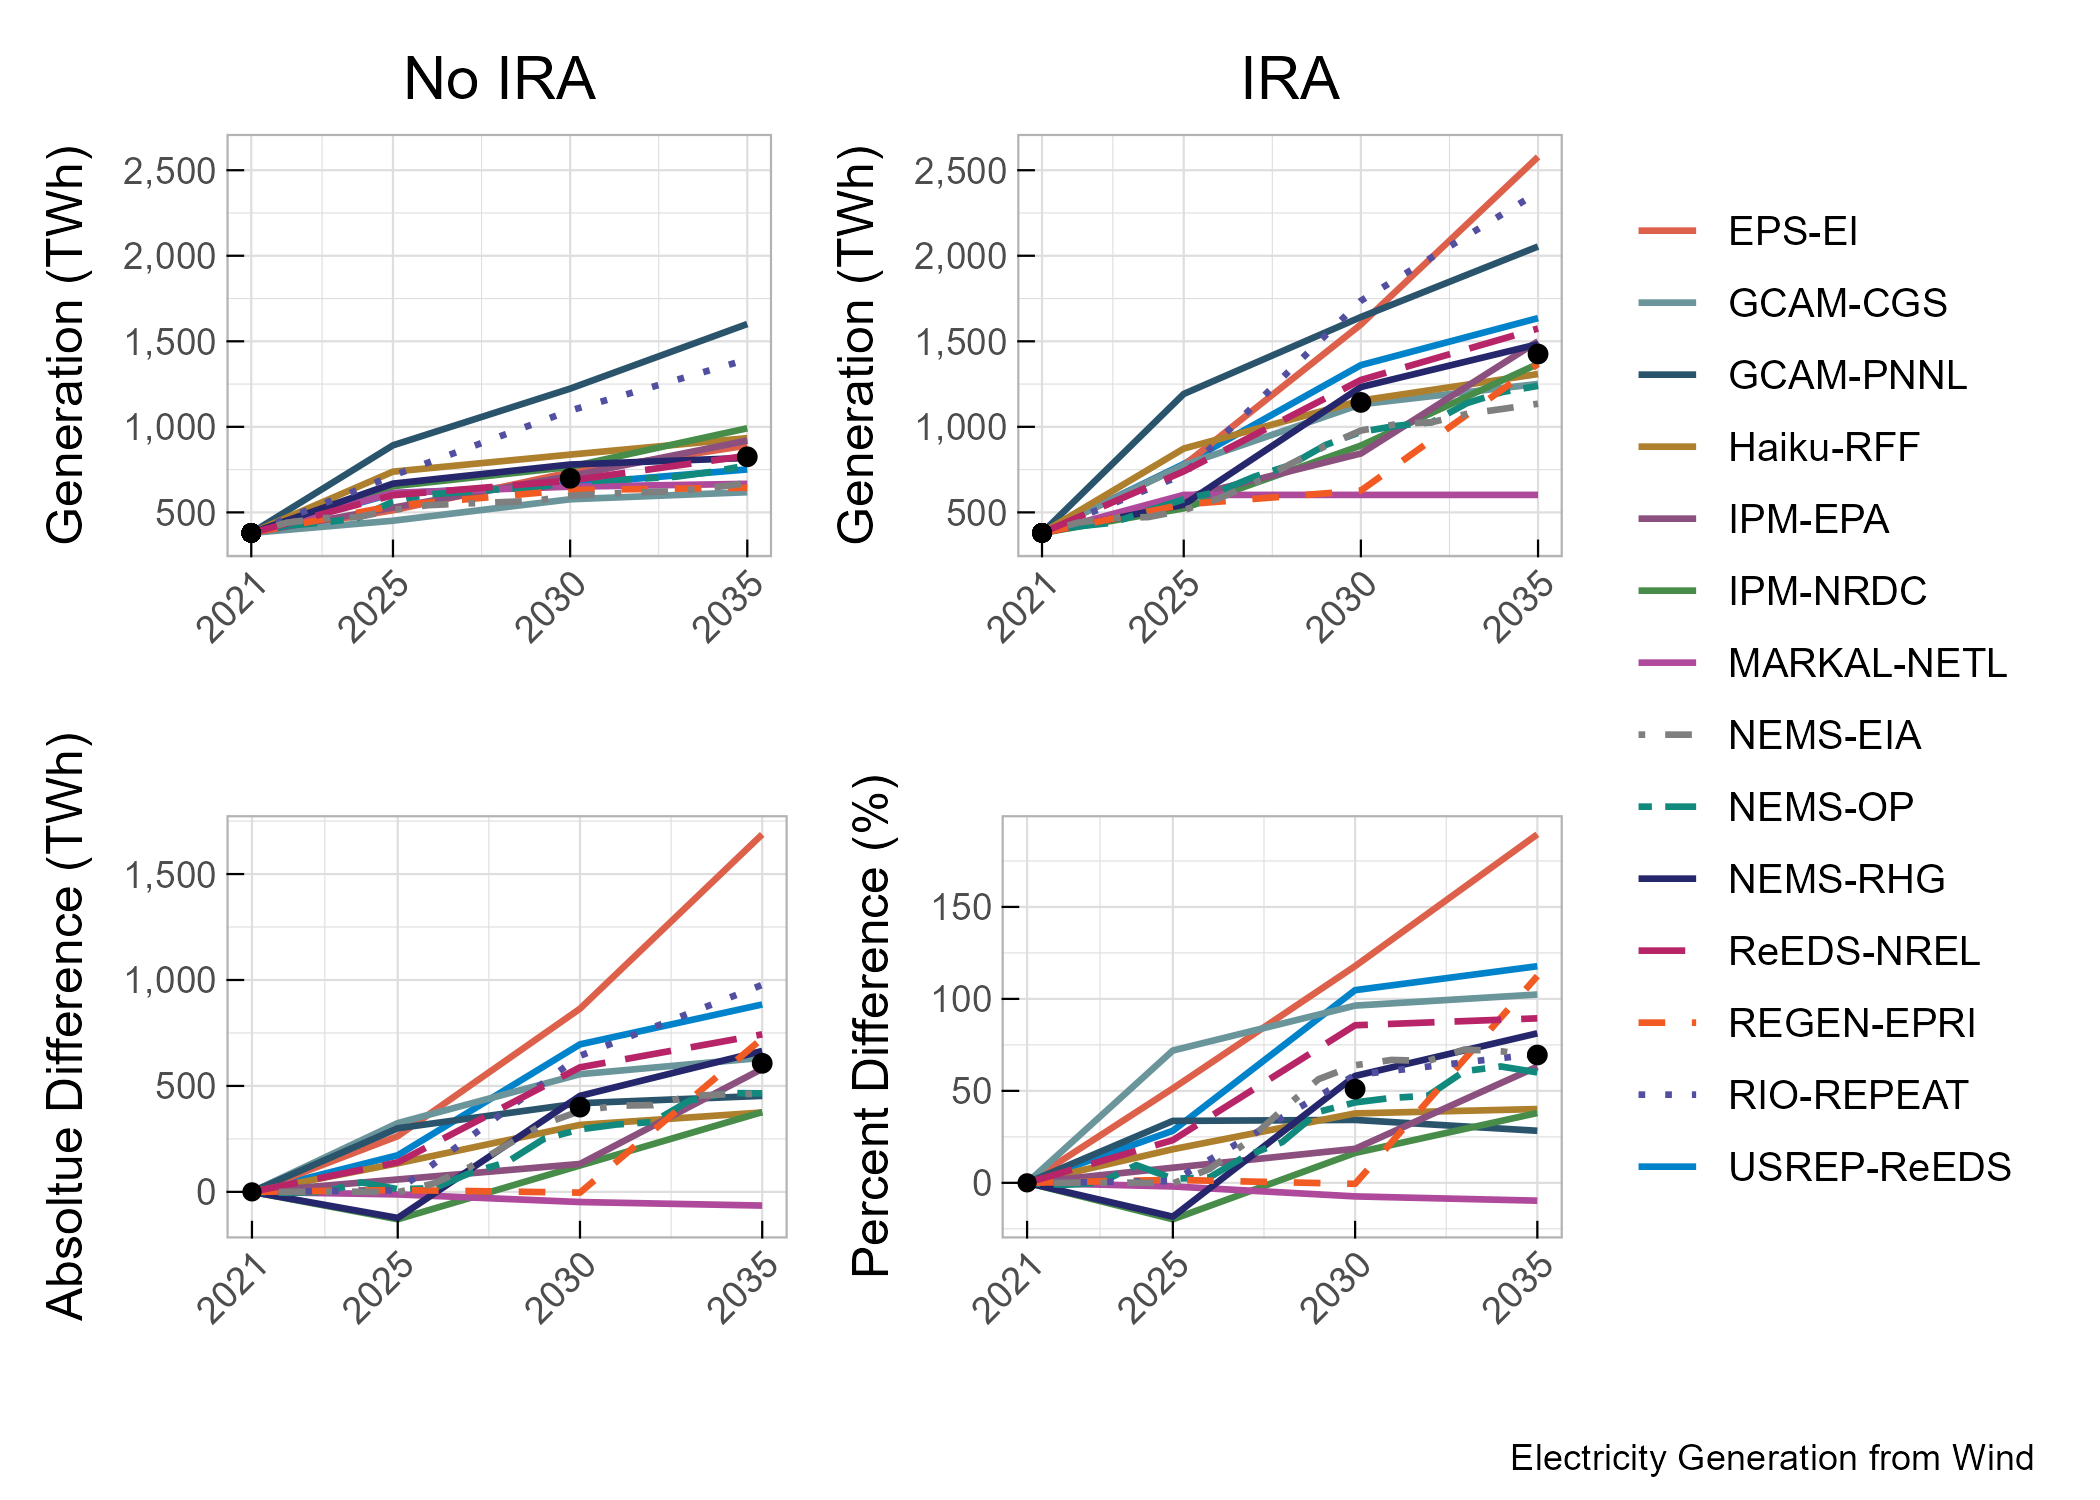 No IRA
IRA
Generation (TWh)
2,500
2,000
1,500
1,000
500
2021
2025
2030
2035
Generation (TWh)
2,500
2,000
1,500
1,000
500
2021
2025
2030
2035
EPS-EI
GCAM-CGS
GCAM-PNNL
Haiku-RFF
IPM-EPA
IPM-NRDC
MARKAL-NETL
NEMS-EIA
NEMS-OP
NEMS-RHG
ReEDS-NREL
REGEN-EPRI
RIO-REPEAT
USREP-ReEDS
Absoltue Difference (TWh)
1,500
1,000
500
0
2021
2025
2030
2035
Percent Difference (%)
150
100
50
0
2021
2025
2030
2035
Electricity Generation from Wind